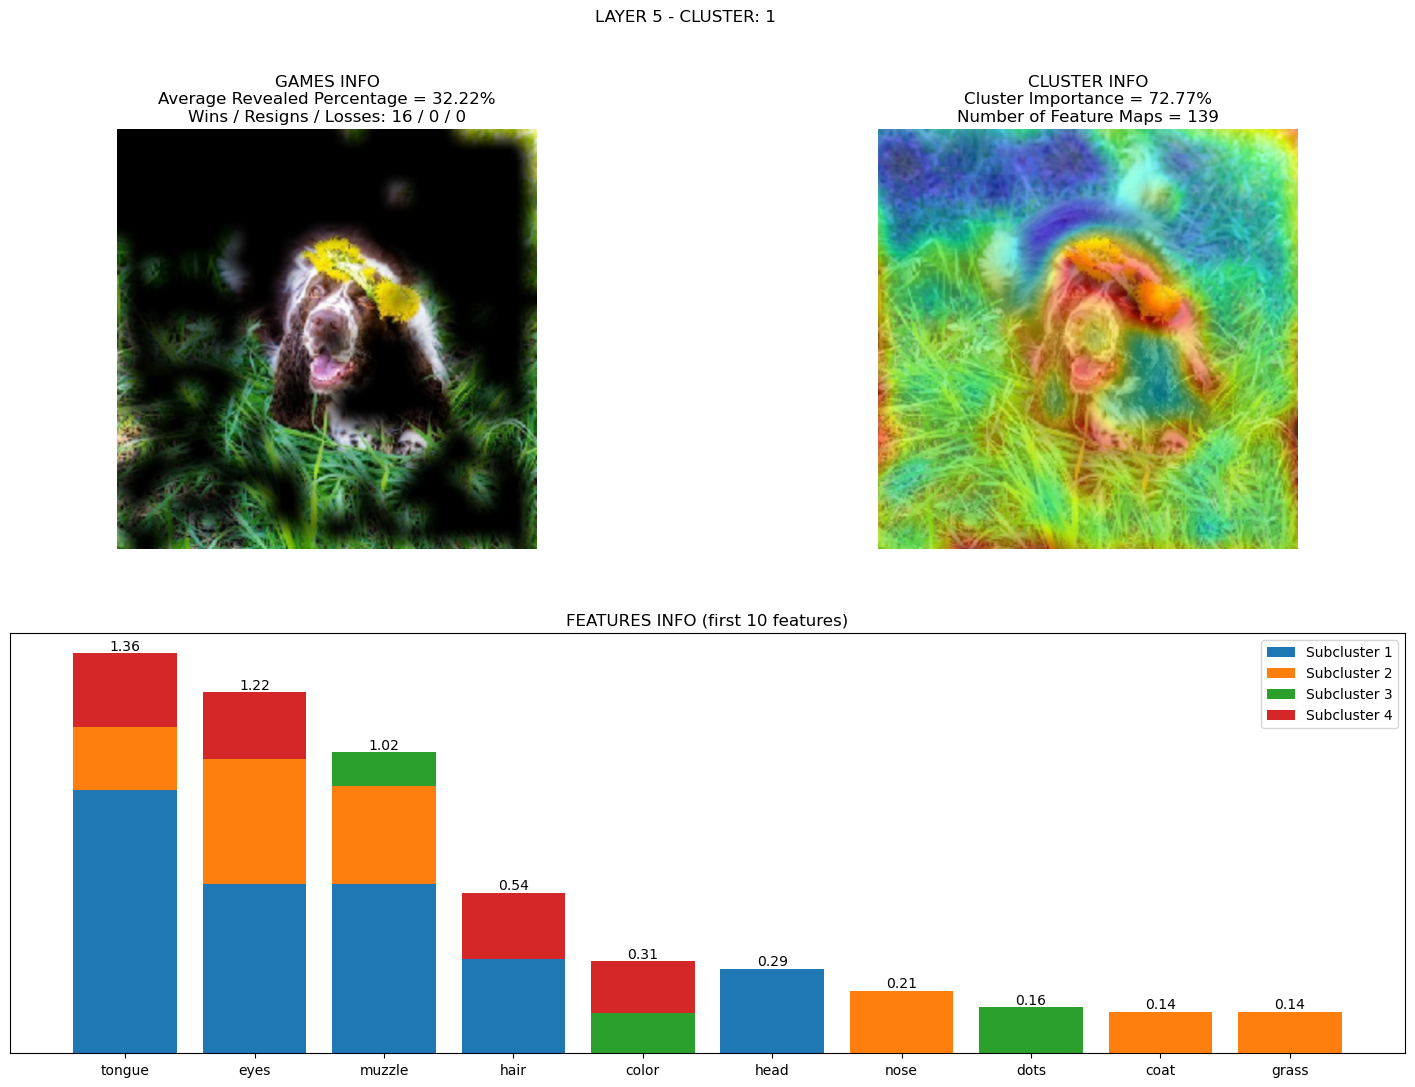 LAYER 5 - CLUSTER: 1
GAMES INFO
Average Revealed Percentage = 32.22%
Wins / Resigns / Losses: 16 / 0 / 0
CLUSTER INFO
Cluster Importance = 72.77%
Number of Feature Maps = 139
FEATURES INFO (first 10 features)
1.36
1.22
1.02
0.54
0.31
0.29
0.21
0.16
0.14
0.14
Subcluster 1
Subcluster 2
Subcluster 3
Subcluster 4
tongue
eyes
muzzle
hair
color
head
nose
dots
coat
grass